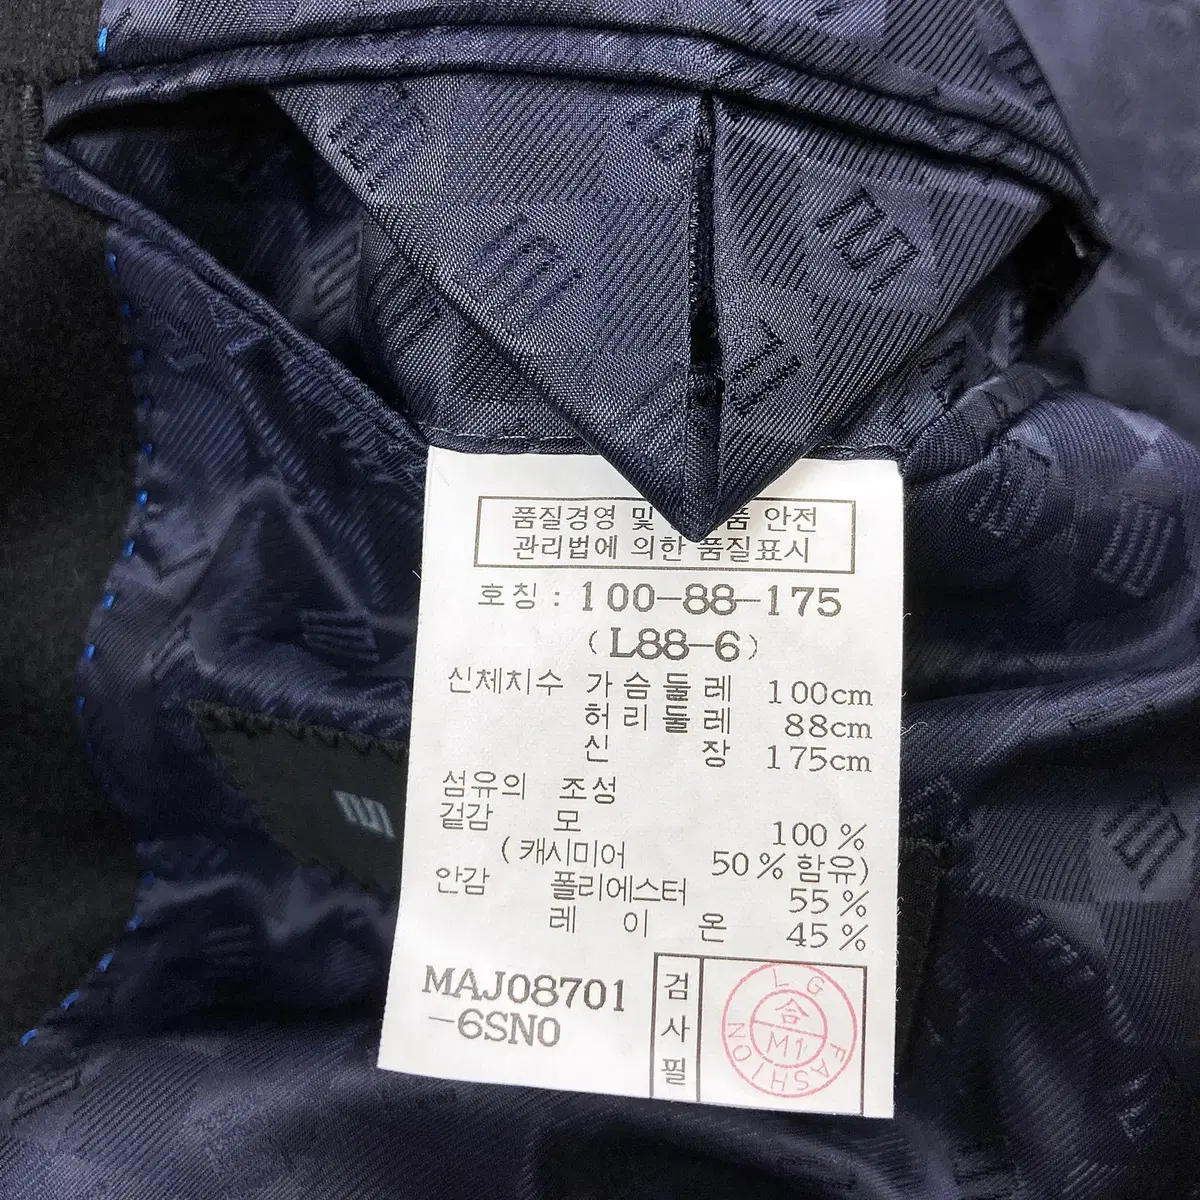 품질경영 및 품 안전
관리법에 의한 품질표시
호칭 : 100-88-175
(L88-6)
신체치수 가슴둘레 100cm
허리둘레 88cm
신 장 175cm
섬유의 조성
겉감 모 100 %
( 캐시미어 50 % 함유)
안감 폴리에스터 55 %
레 이 온 45 %
MAJ08701
-6SN0
검
사
필
LG
合
M1
FASHION